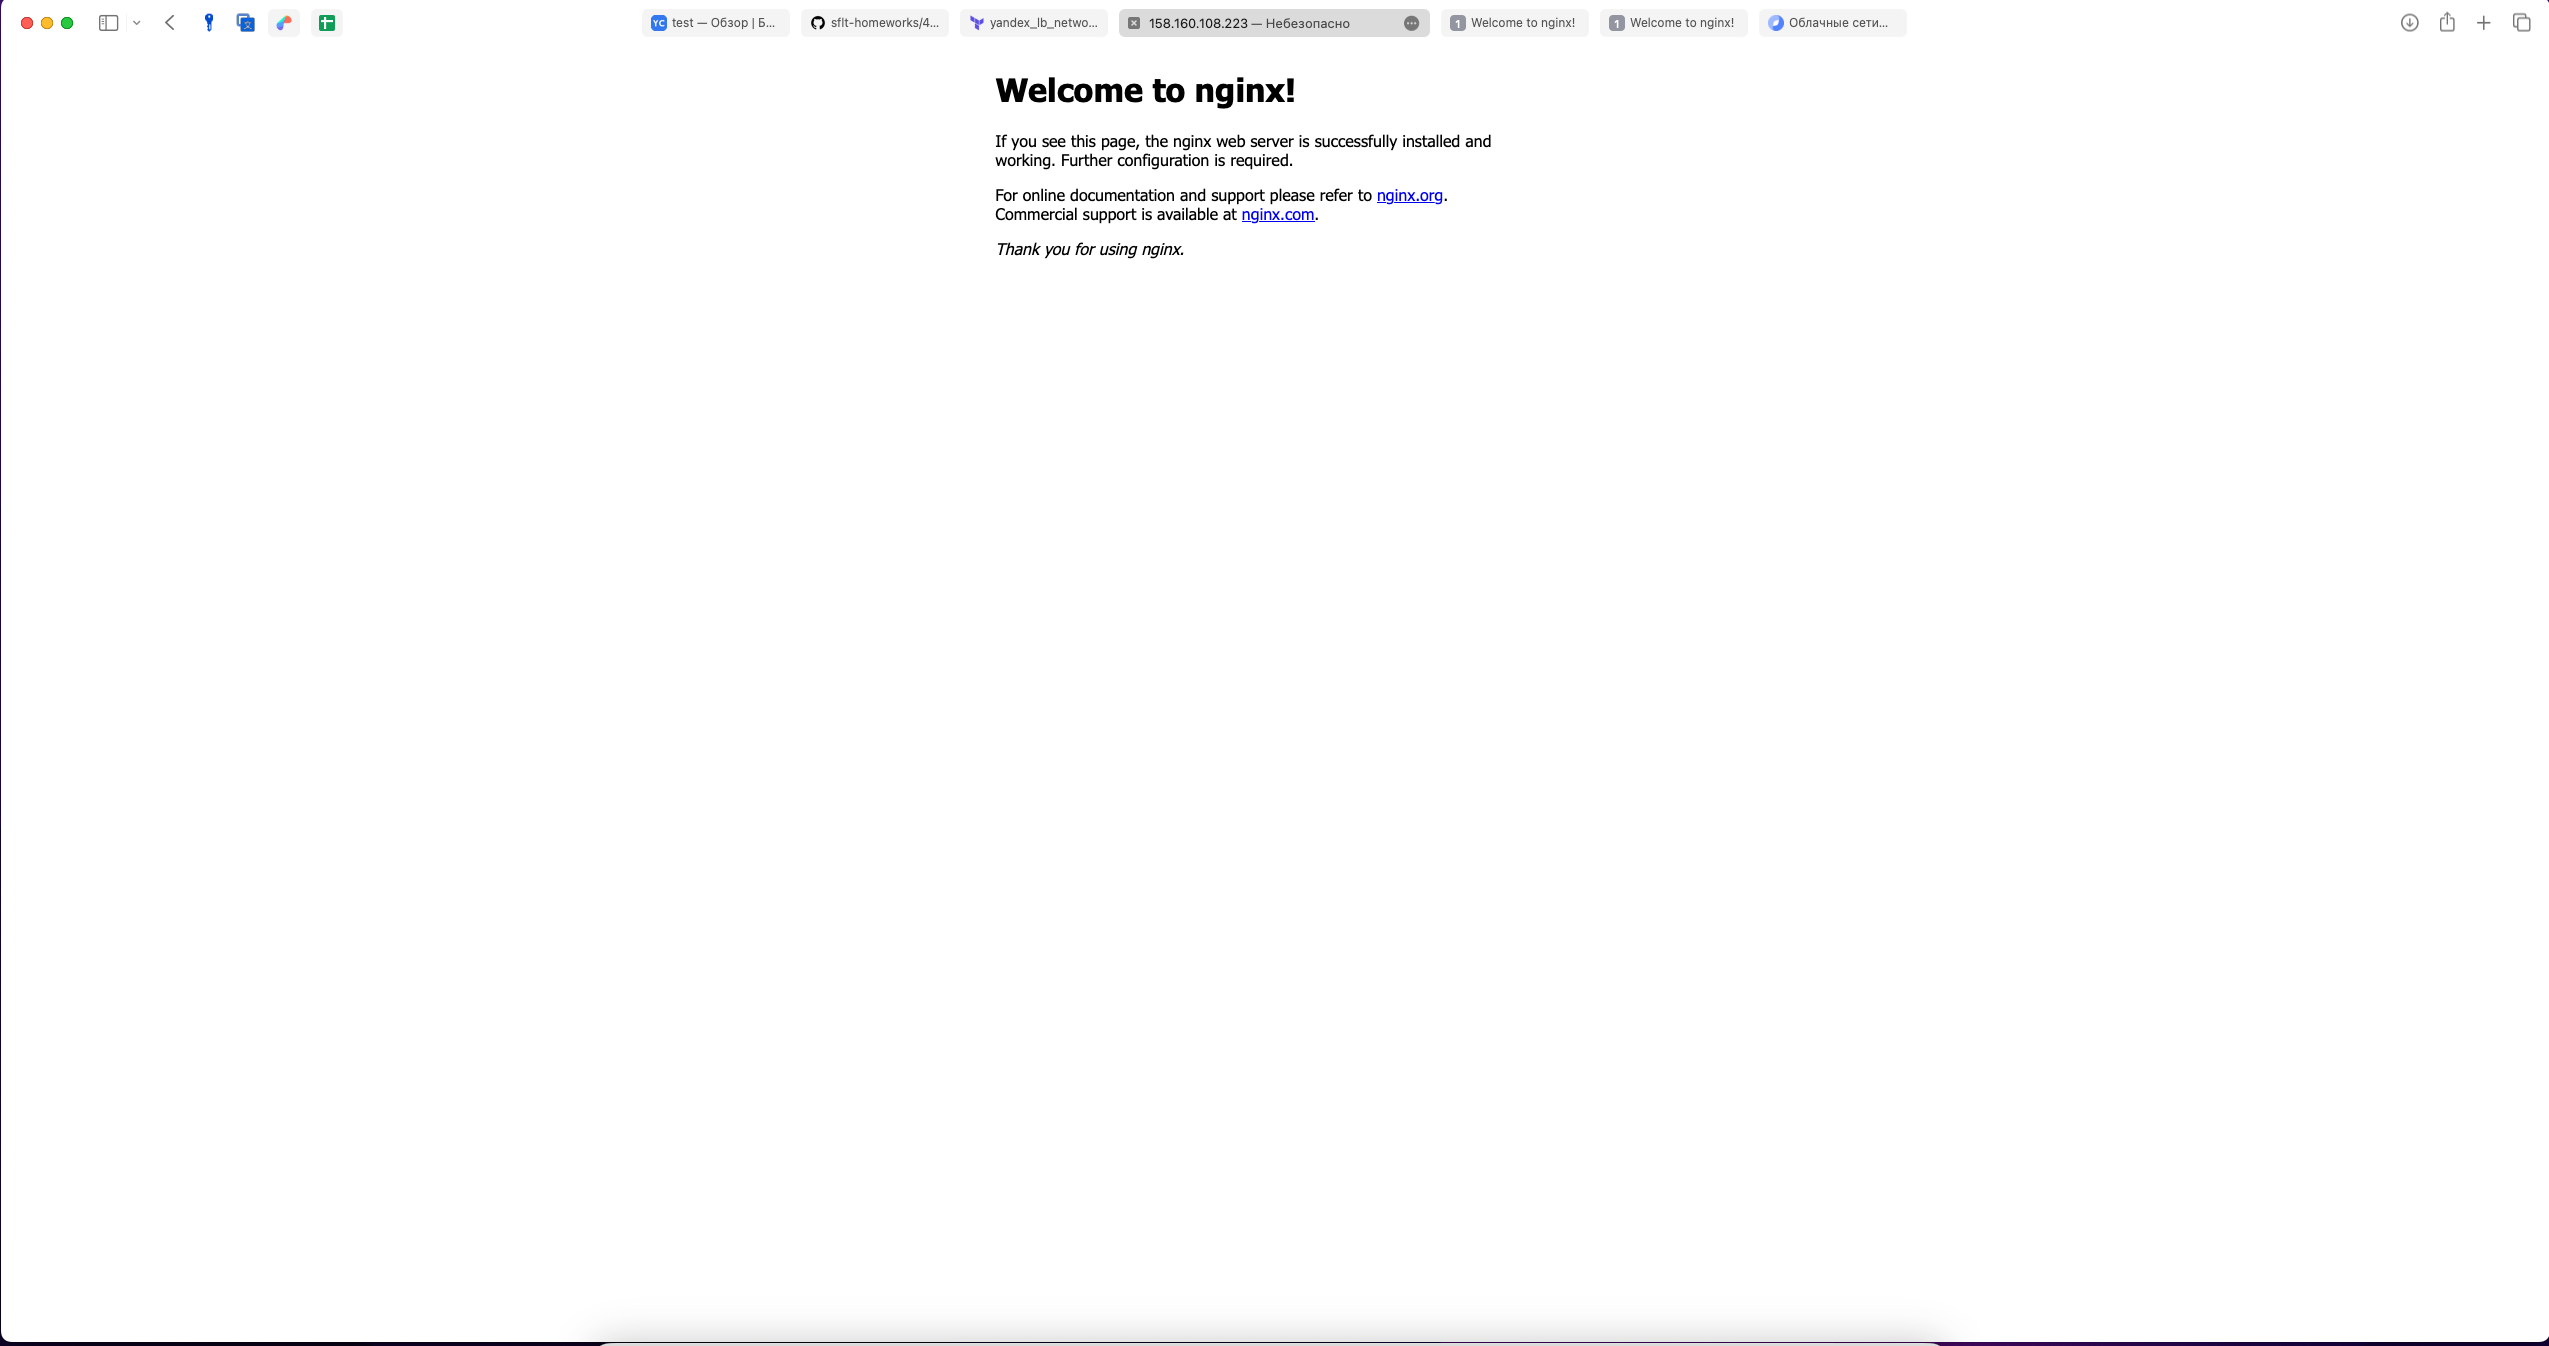 YC test — Обзор | Б...
sflt-homeworks/4...
yandex_lb_netwo...
158.160.108.223 — Небезопасно
1 Welcome to nginx!
1 Welcome to nginx!
Облачные сети...
Welcome to nginx!
If you see this page, the nginx web server is successfully installed and
working. Further configuration is required.
For online documentation and support please refer to nginx.org.
Commercial support is available at nginx.com.
Thank you for using nginx.